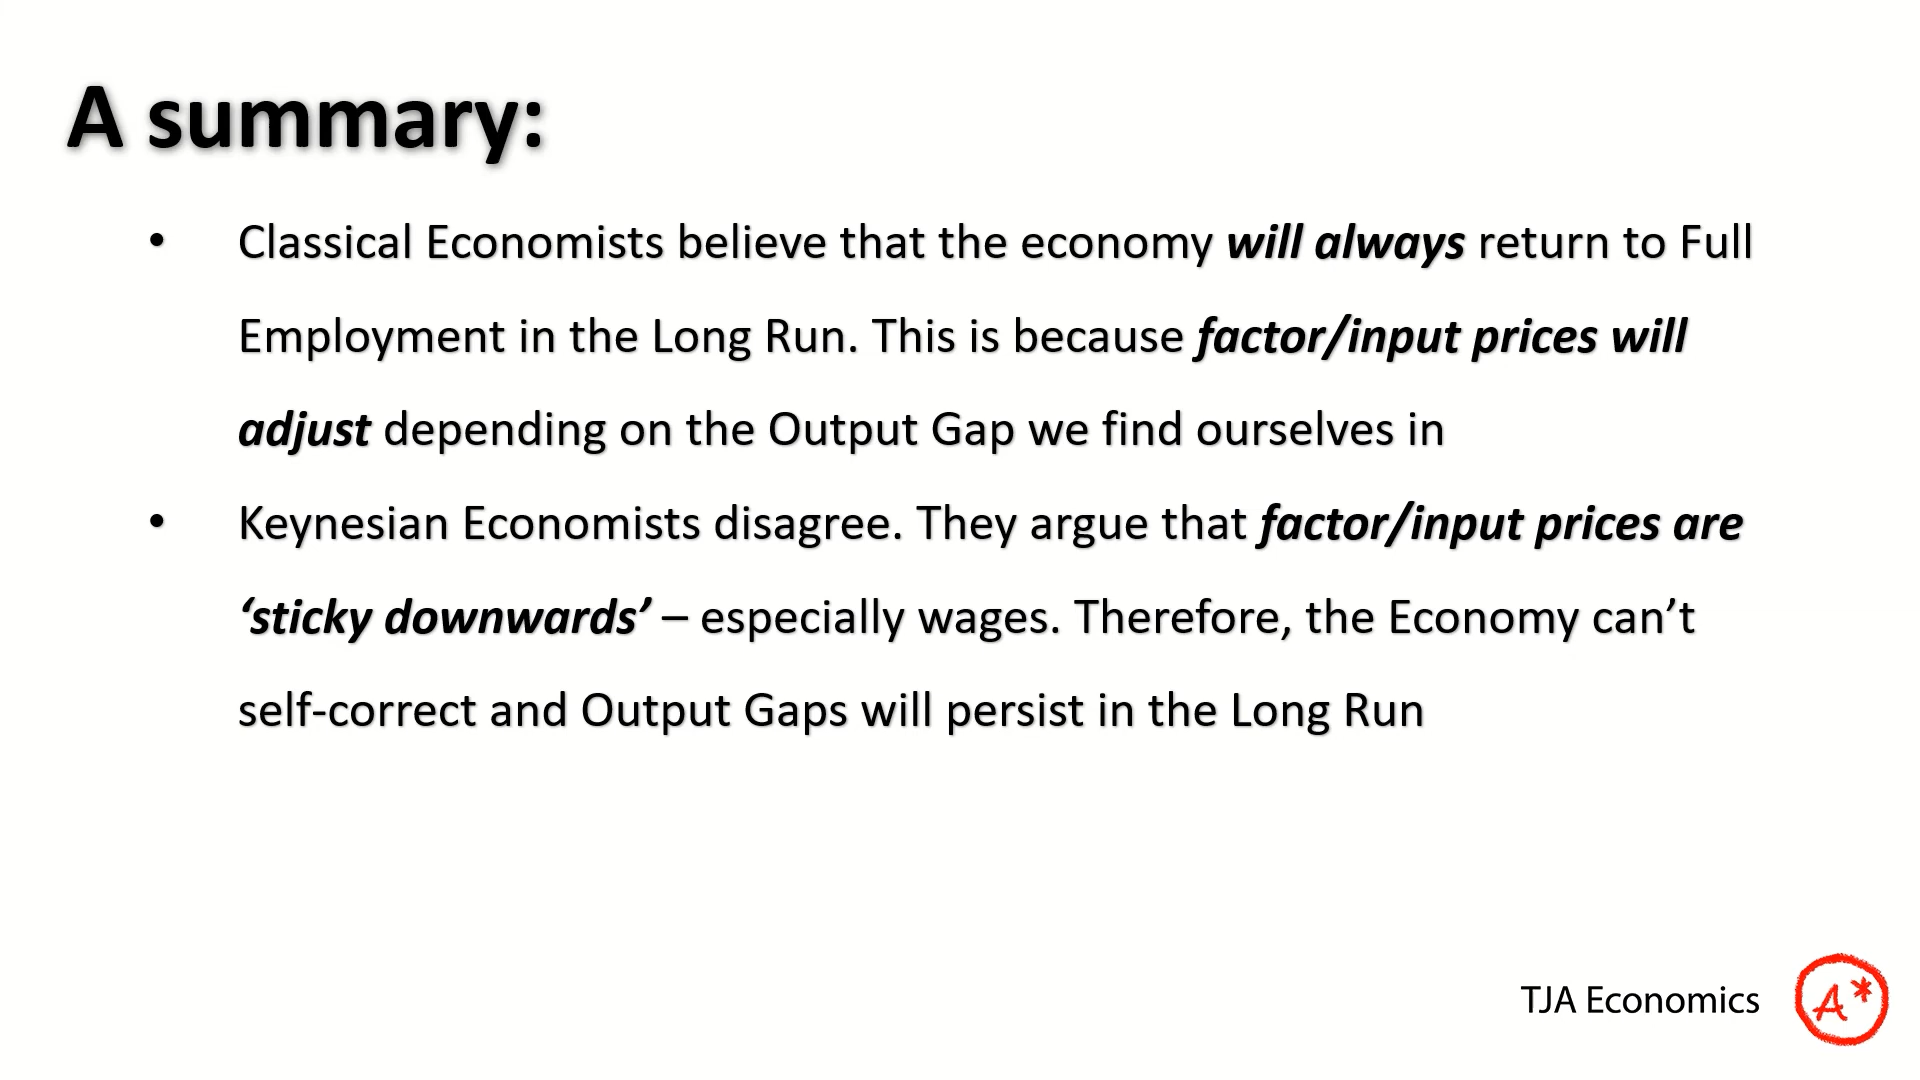 A summary:
• Classical Economists believe that the economy will always return to Full
Employment in the Long Run. This is because factor/input prices will
adjust depending on the Output Gap we find ourselves in
• Keynesian Economists disagree. They argue that factor/input prices are
‘sticky downwards’ – especially wages. Therefore, the Economy can’t
self-correct and Output Gaps will persist in the Long Run
TJA Economics
A*